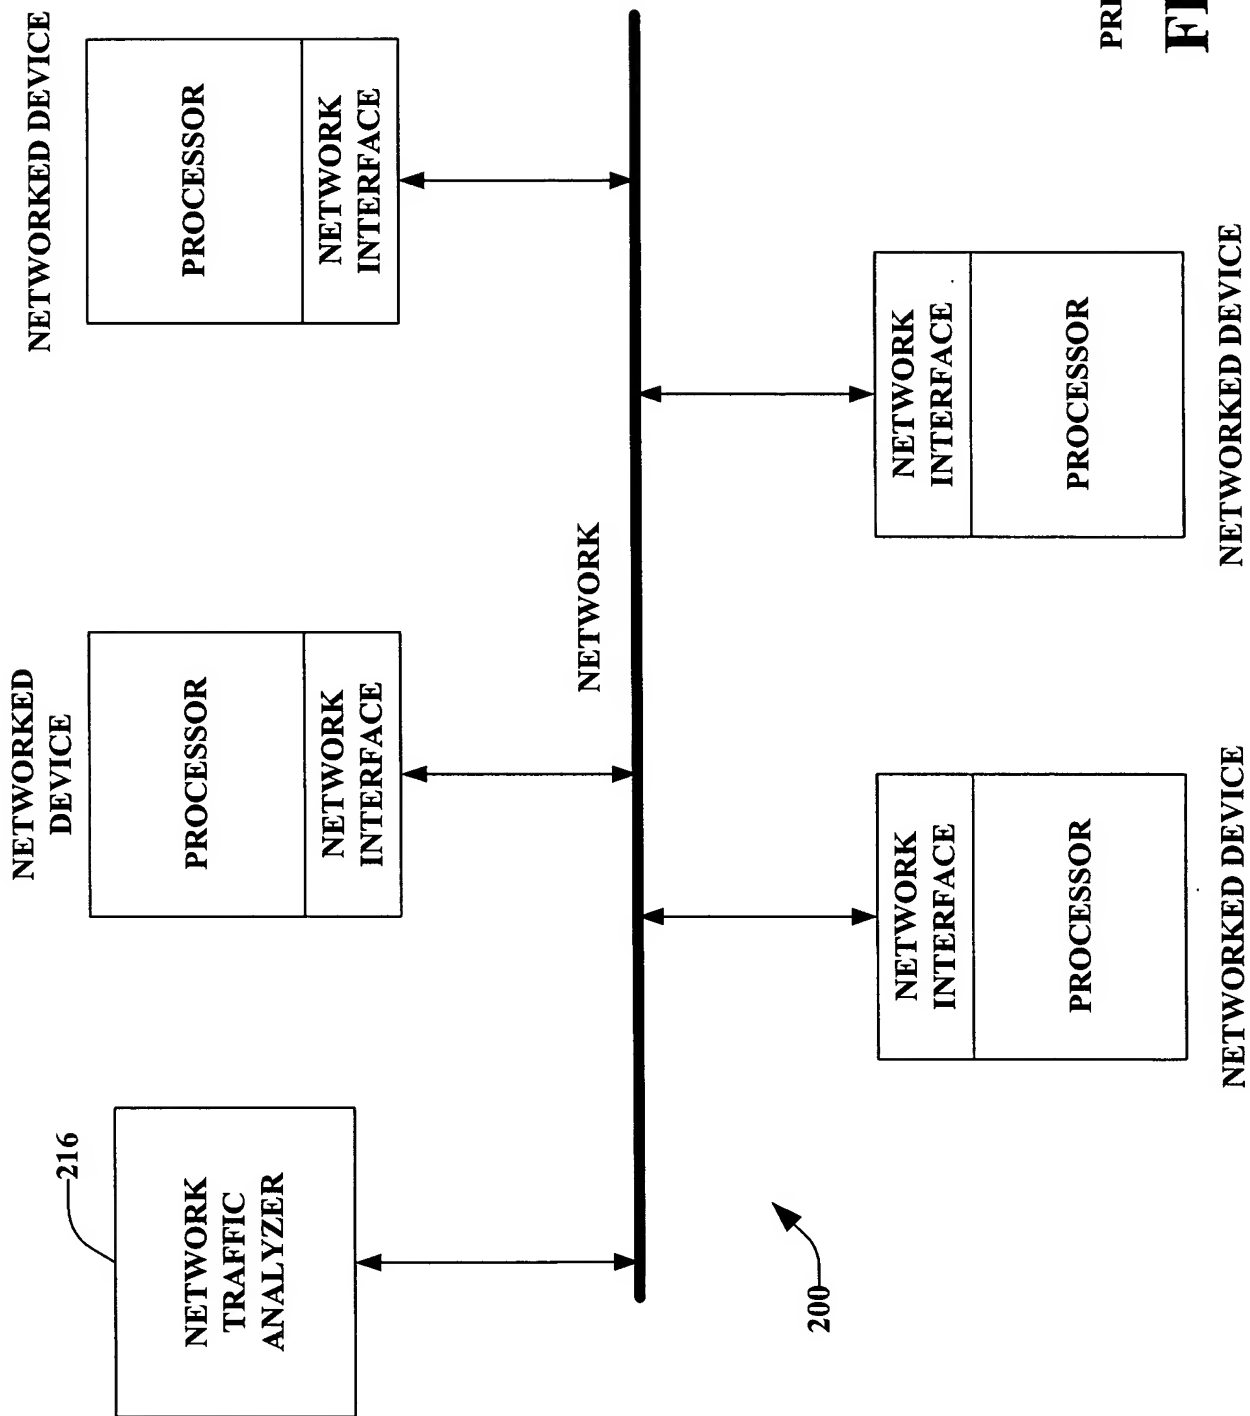 NETWORKED DEVICE
PROCESSOR
NETWORK
INTERFACE
NETWORKED
DEVICE
PROCESSOR
NETWORK
INTERFACE
216
NETWORK
TRAFFIC
ANALYZER
NETWORK
NETWORK
INTERFACE
PROCESSOR
NETWORKED DEVICE
NETWORK
INTERFACE
PROCESSOR
NETWORKED DEVICE
200